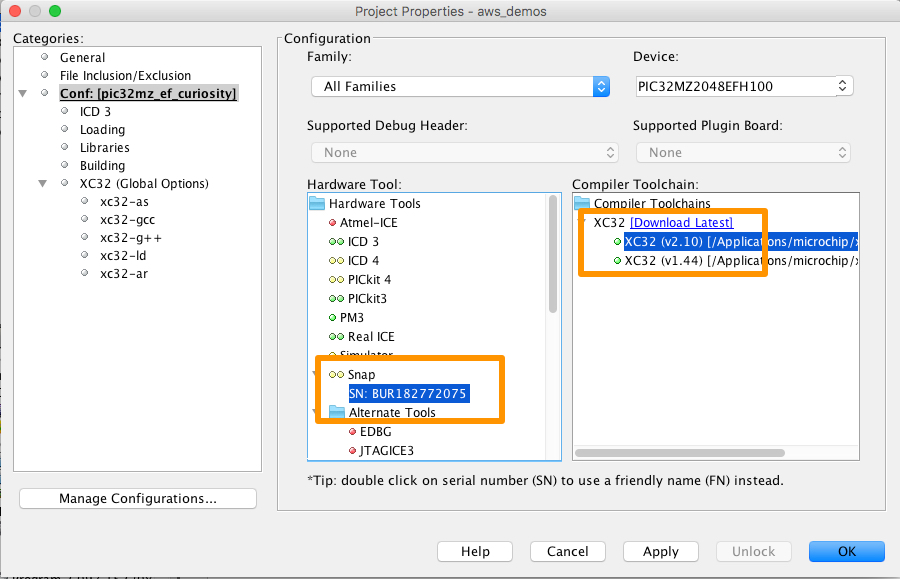 Project Properties - aws_demos
Categories:
General
File Inclusion/Exclusion
Conf: [pic32mz_ef_curiosity]
ICD 3
Loading
Libraries
Building
XC32 (Global Options)
xc32-as
xc32-gcc
xc32-g++
xc32-ld
xc32-ar
Manage Configurations...
Configuration
Family:
Device:
All Families
PIC32MZ2048EFH100
Supported Debug Header:
Supported Plugin Board:
None
None
Hardware Tool:
Hardware Tools
Atmel-ICE
ICD 3
ICD 4
PICkit 4
PICkit3
PM3
Real ICE
Simulator
Snap
SN: BUR182772075
Alternate Tools
EDBG
JTAGICE3
Compiler Toolchain:
Compiler Toolchains
XC32 [Download Latest]
XC32 (v2.10) [/Applications/microchip/x
XC32 (v1.44) [/Applications/microchip/x
*Tip: double click on serial number (SN) to use a friendly name (FN) instead.
Help
Cancel
Apply
Unlock
OK